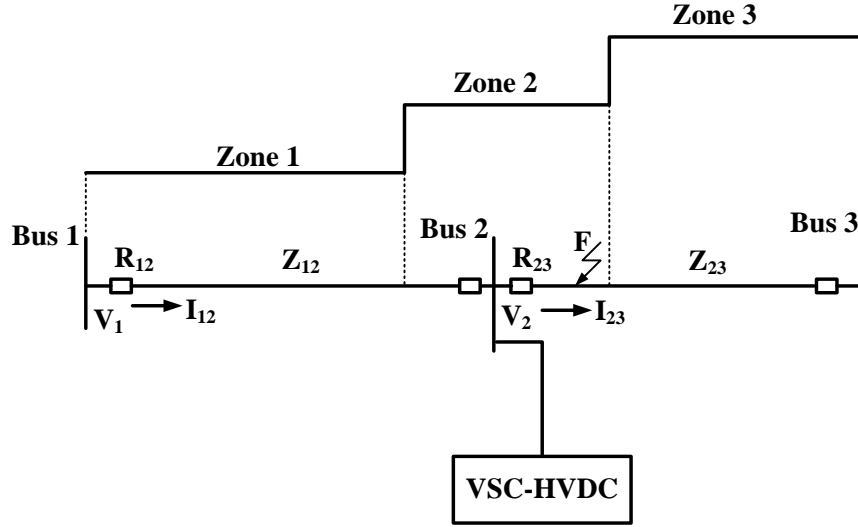 Zone 3
Zone 2
Zone 1
Bus 1
Bus 2
Bus 3
R₁₂
Z₁₂
R₂₃
F
Z₂₃
V₁
I₁₂
V₂
I₂₃
VSC-HVDC